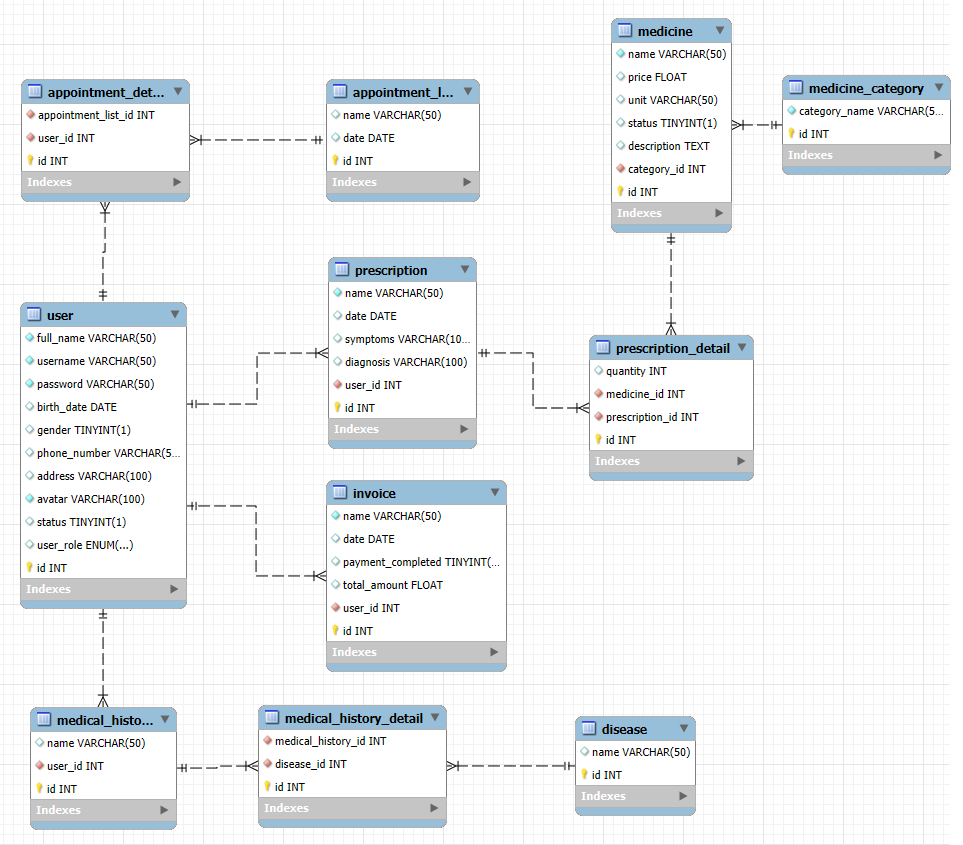 appointment_det...
appointment_list_id INT
user_id INT
id INT
Indexes
appointment_l...
name VARCHAR(50)
date DATE
id INT
Indexes
medicine
name VARCHAR(50)
price FLOAT
unit VARCHAR(50)
status TINYINT(1)
description TEXT
category_id INT
id INT
Indexes
medicine_category
category_name VARCHAR(5...
id INT
Indexes
user
full_name VARCHAR(50)
username VARCHAR(50)
password VARCHAR(50)
birth_date DATE
gender TINYINT(1)
phone_number VARCHAR(5...
address VARCHAR(100)
avatar VARCHAR(100)
status TINYINT(1)
user_role ENUM(...)
id INT
Indexes
prescription
name VARCHAR(50)
date DATE
symptoms VARCHAR(10...
diagnosis VARCHAR(100)
user_id INT
id INT
Indexes
prescription_detail
quantity INT
medicine_id INT
prescription_id INT
id INT
Indexes
invoice
name VARCHAR(50)
date DATE
payment_completed TINYINT(...
total_amount FLOAT
user_id INT
id INT
Indexes
medical_histo...
name VARCHAR(50)
user_id INT
id INT
Indexes
medical_history_detail
medical_history_id INT
disease_id INT
id INT
Indexes
disease
name VARCHAR(50)
id INT
Indexes